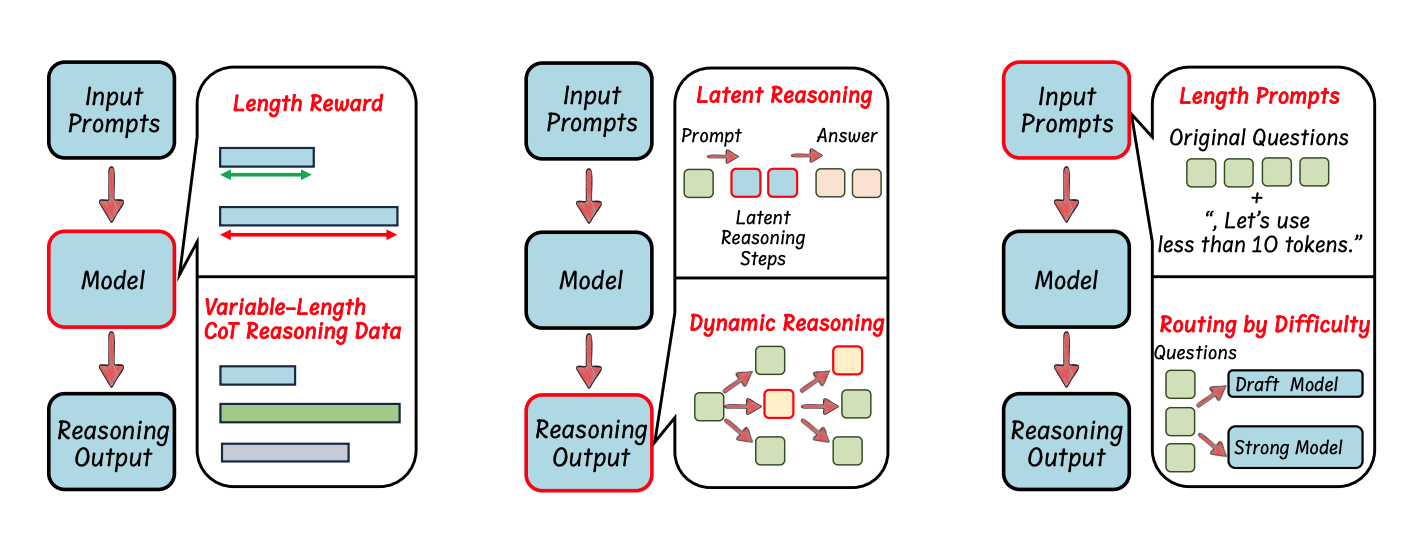 Input
Prompts
Model
Reasoning
Output
Length Reward
Variable-Length
CoT Reasoning Data
Input
Prompts
Model
Reasoning
Output
Latent Reasoning
Prompt
Answer
Latent
Reasoning
Steps
Dynamic Reasoning
Input
Prompts
Model
Reasoning
Output
Length Prompts
Original Questions
+
“, Let’s use
less than 10 tokens.”
Routing by Difficulty
Questions
Draft Model
Strong Model